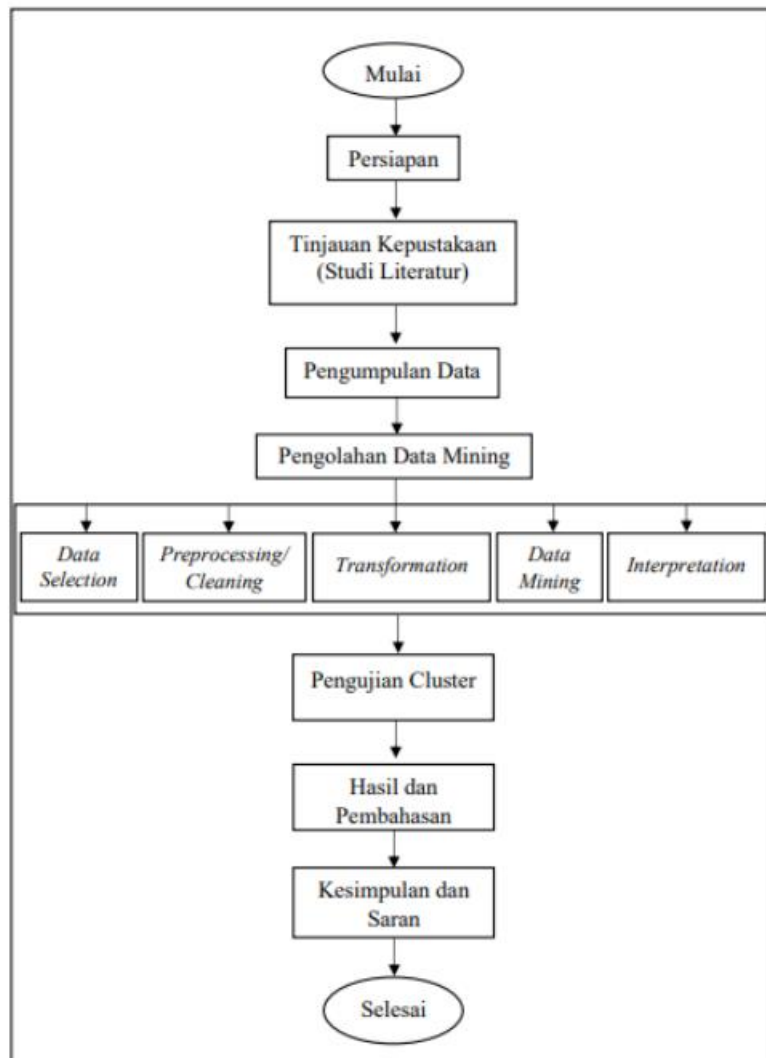 Mulai
Persiapan
Tinjauan Kepustakaan
(Studi Literatur)
Pengumpulan Data
Pengolahan Data Mining
Data
Selection
Preprocessing/
Cleaning
Transformation
Data
Mining
Interpretation
Pengujian Cluster
Hasil dan
Pembahasan
Kesimpulan dan
Saran
Selesai